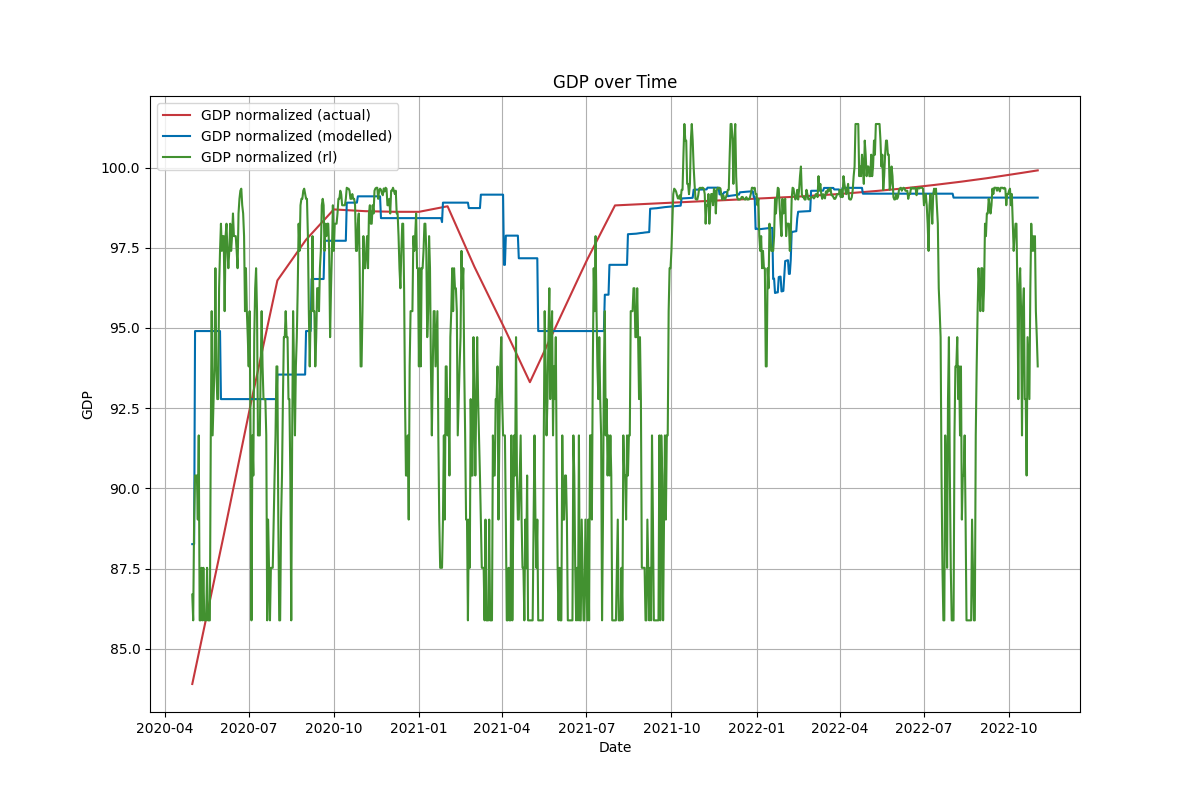 GDP over Time
GDP normalized (actual)
GDP normalized (modelled)
GDP normalized (rl)
GDP
100.0
97.5
95.0
92.5
90.0
87.5
85.0
2020-04 2020-07 2020-10 2021-01 2021-04 2021-07 2021-10 2022-01 2022-04 2022-07 2022-10
Date